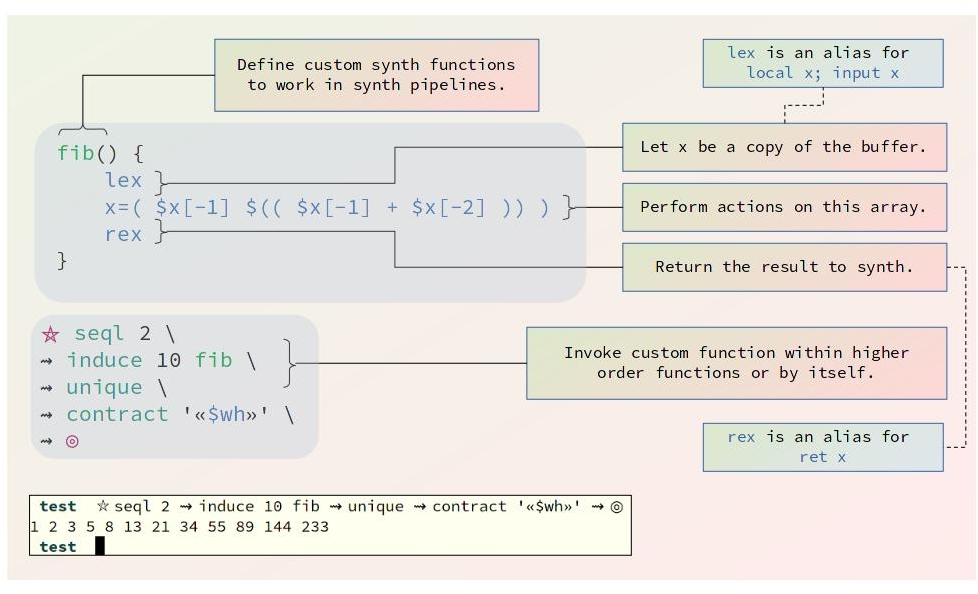 Define custom synth functions
to work in synth pipelines.
lex is an alias for
local x; input x
fib() {
lex
x=( $x[-1] $(( $x[-1] + $x[-2] )) )
rex
}
Let x be a copy of the buffer.
Perform actions on this array.
Return the result to synth.
⛤ seql 2 \
⇝ induce 10 fib \
⇝ unique \
⇝ contract '«$wh»' \
⇝ ◎
Invoke custom function within higher
order functions or by itself.
rex is an alias for
ret x
test ☆ seql 2 ⇝ induce 10 fib ⇝ unique ⇝ contract '«$wh»' ⇝ ◎
1 2 3 5 8 13 21 34 55 89 144 233
test